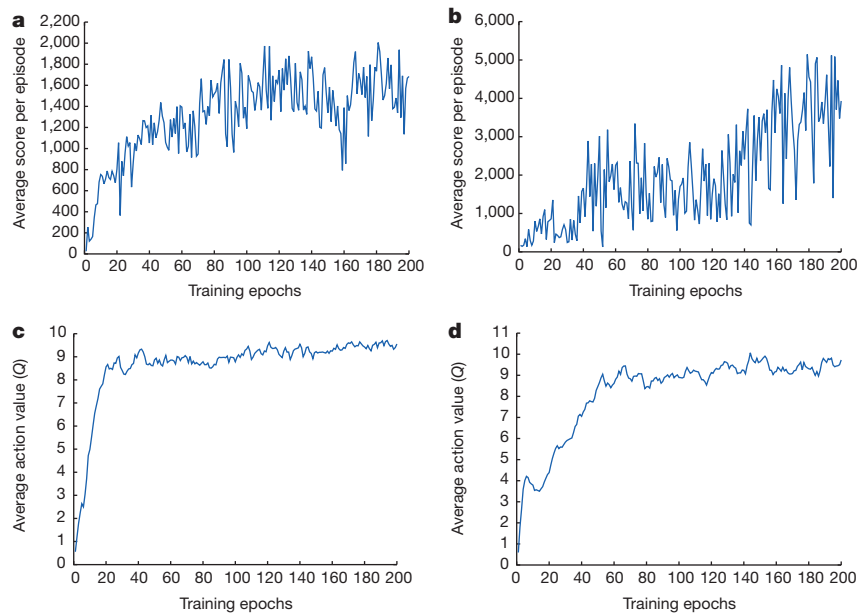 a
Average score per episode
2,200
2,000
1,800
1,600
1,400
1,200
1,000
800
600
400
200
0
0 20 40 60 80 100 120 140 160 180 200
Training epochs
b
Average score per episode
6,000
5,000
4,000
3,000
2,000
1,000
0
0 20 40 60 80 100 120 140 160 180 200
Training epochs
c
Average action value (Q)
10
9
8
7
6
5
4
3
2
1
0
0 20 40 60 80 100 120 140 160 180 200
Training epochs
d
Average action value (Q)
11
10
9
8
7
6
5
4
3
2
1
0
0 20 40 60 80 100 120 140 160 180 200
Training epochs